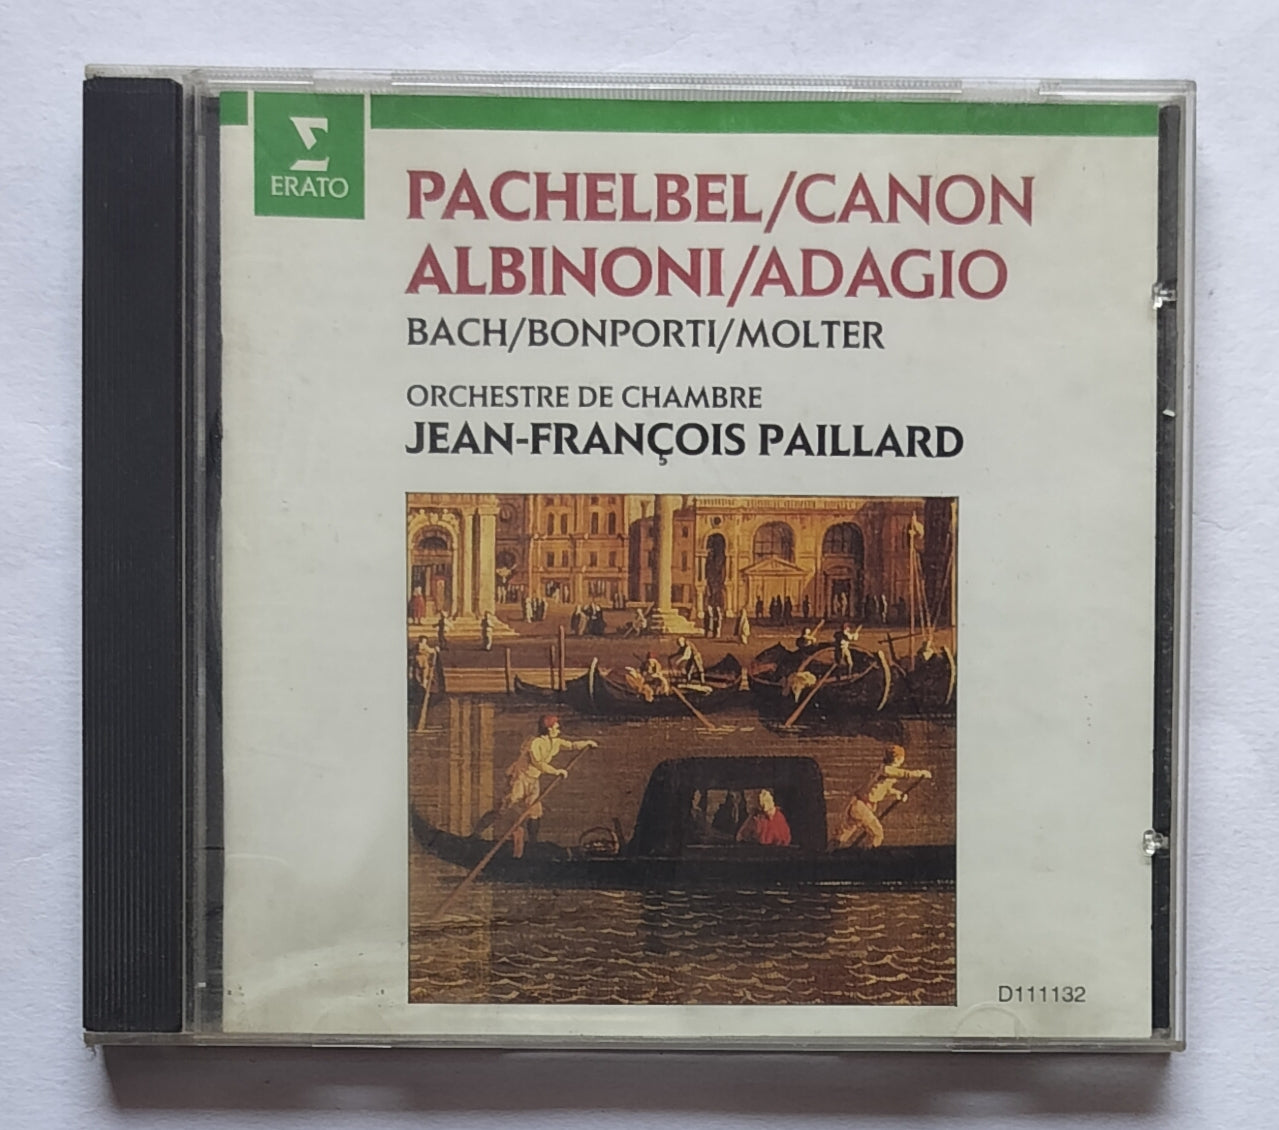 ERATO
PACHELBEL/CANON
ALBINONI/ADAGIO
BACH/BONPORTI/MOLTER
ORCHESTRE DE CHAMBRE
JEAN-FRANÇOIS PAILLARD
D111132